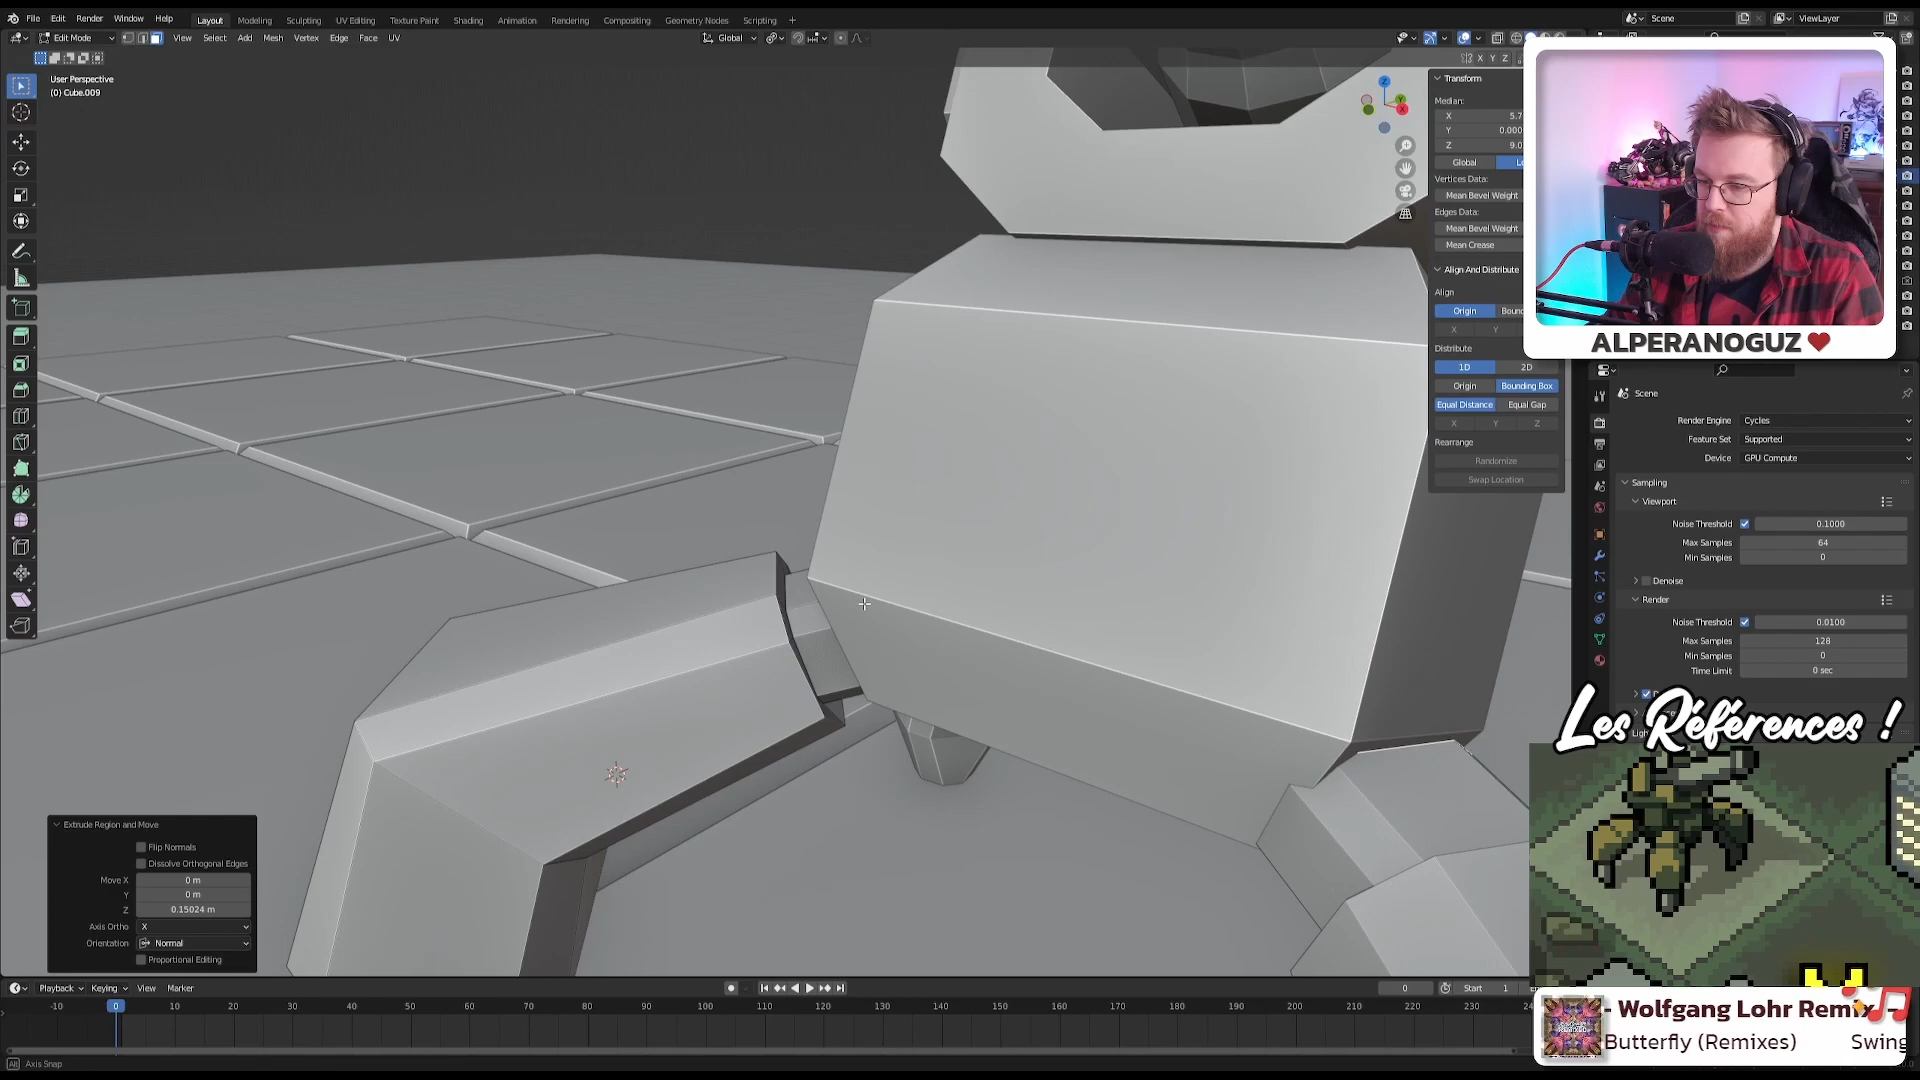 File Edit Render Window Help
Layout Modeling Sculpting UV Editing Texture Paint Shading Animation Rendering Compositing Geometry Nodes Scripting +
Scene
ViewLayer
Edit Mode View Select Add Mesh Vertex Edge Face UV
Global
X Y Z
User Perspective
(0) Cube.009
Transform
Median:
X 5.7
Y 0.000
Z 9.0
Global
Vertices Data:
Mean Bevel Weight
Edges Data:
Mean Bevel Weight
Mean Crease
Align And Distribute
Align
Origin
X Y
Distribute
1D 2D
Origin Bounding Box
Equal Distance Equal Gap
X Y Z
Rearrange
Randomize
Swap Location
ALPERANOGUZ
Scene
Render Engine Cycles
Feature Set Supported
Device GPU Compute
Sampling
Viewport
Noise Threshold 0.1000
Max Samples 64
Min Samples 0
Denoise
Render
Noise Threshold 0.0100
Max Samples 128
Min Samples 0
Time Limit 0 sec
Les Références !
Extrude Region and Move
Flip Normals
Dissolve Orthogonal Edges
Move X 0 m
Y 0 m
Z 0.15024 m
Axis Ortho X
Orientation Normal
Proportional Editing
Playback Keying View Marker
0
Start 1
-10 0 10 20 30 40 50 60 70 80 90 100 110 120 130 140 150 160 170 180 190 200 210 220 230
Axis Snap
- Wolfgang Lohr Remix -
Butterfly (Remixes) Swing